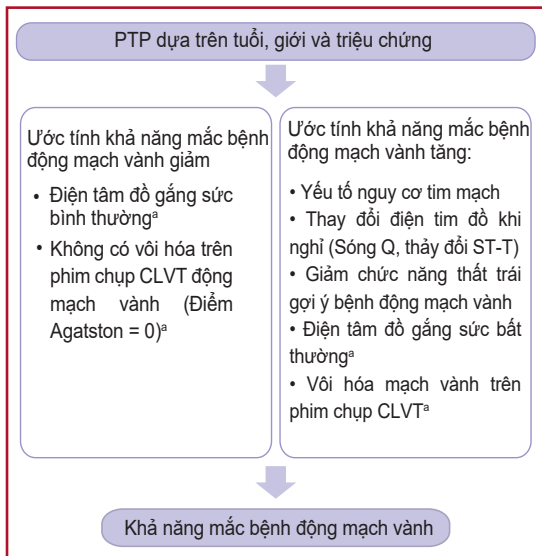 PTP dựa trên tuổi, giới và triệu chứng
Ước tính khả năng mắc bệnh
động mạch vành giảm
• Điện tâm đồ gắng sức
bình thườngᵃ
• Không có vôi hóa trên
phim chụp CLVT động
mạch vành (Điểm
Agatston = 0)ᵃ
Ước tính khả năng mắc bệnh
động mạch vành tăng:
• Yếu tố nguy cơ tim mạch
• Thay đổi điện tim đồ khi
nghỉ (Sóng Q, thảy đổi ST-T)
• Giảm chức năng thất trái
gợi ý bệnh động mạch vành
• Điện tâm đồ gắng sức bất
thườngᵃ
• Vôi hóa mạch vành trên
phim chụp CLVTᵃ
Khả năng mắc bệnh động mạch vành